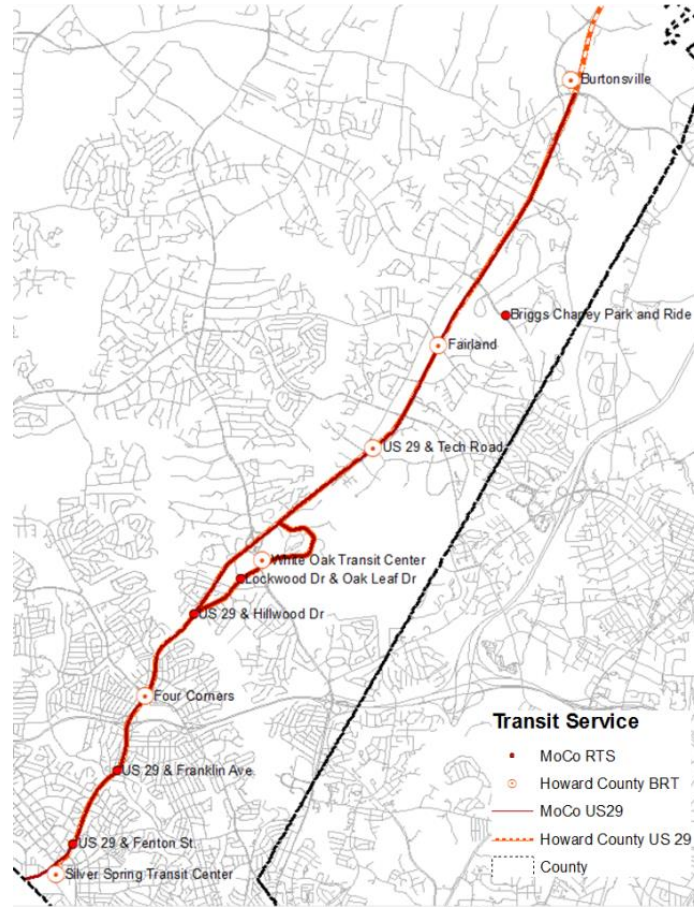 Burtonsville
Briggs Chaney Park and Ride
Fairland
US 29 & Tech Road
White Oak Transit Center
Lockwood Dr & Oak Leaf Dr
US 29 & Hillwood Dr
Four Corners
US 29 & Franklin Ave.
US 29 & Fenton St.
Silver Spring Transit Center
Transit Service
MoCo RTS
Howard County BRT
MoCo US29
Howard County US 29
County